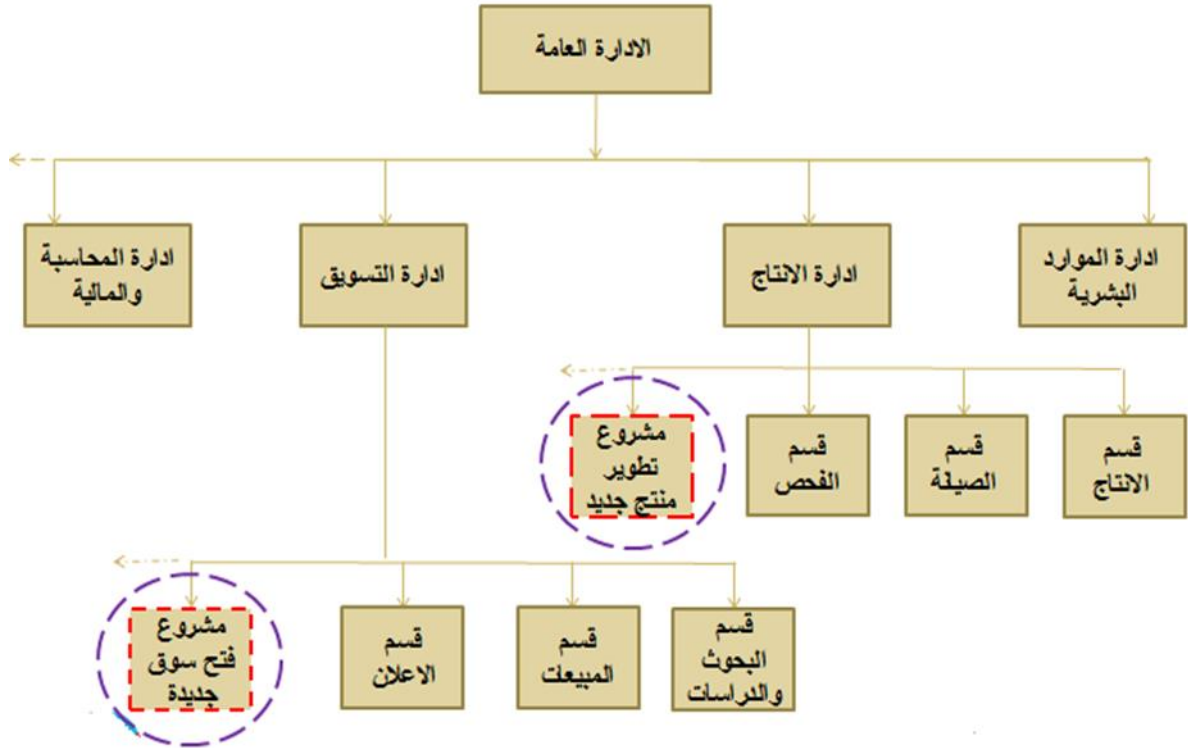 الادارة العامة
ادارة الموارد
البشرية
ادارة الانتاج
ادارة التسويق
ادارة المحاسبة
والمالية
قسم
الانتاج
قسم
الصيانة
قسم
الفحص
مشروع
تطوير
منتج جديد
قسم
البحوث
والدراسات
قسم
المبيعات
قسم
الاعلان
مشروع
فتح سوق
جديدة